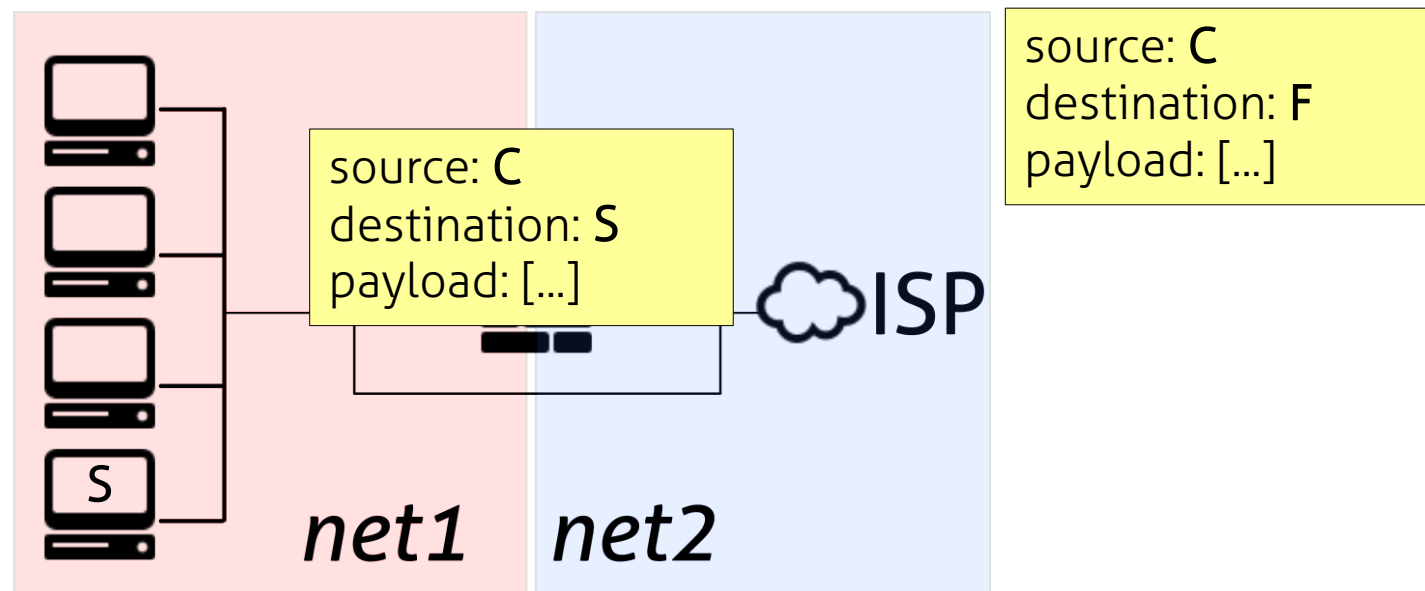 source: C
destination: F
payload: [...]
source: C
destination: S
payload: [...]
ISP
S
net1
net2